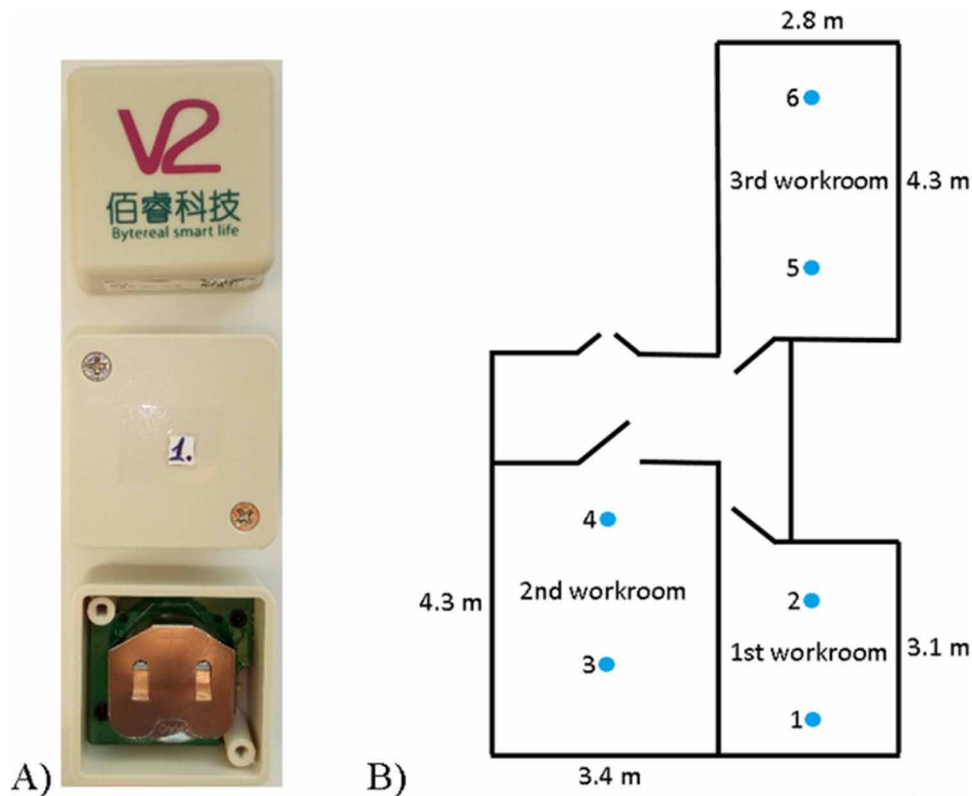 V2
佰睿科技
Bytereal smart life
1.
A)
2.8 m
6
3rd workroom
4.3 m
5
4
2nd workroom
4.3 m
3
2
1st workroom
3.1 m
1
3.4 m
B)